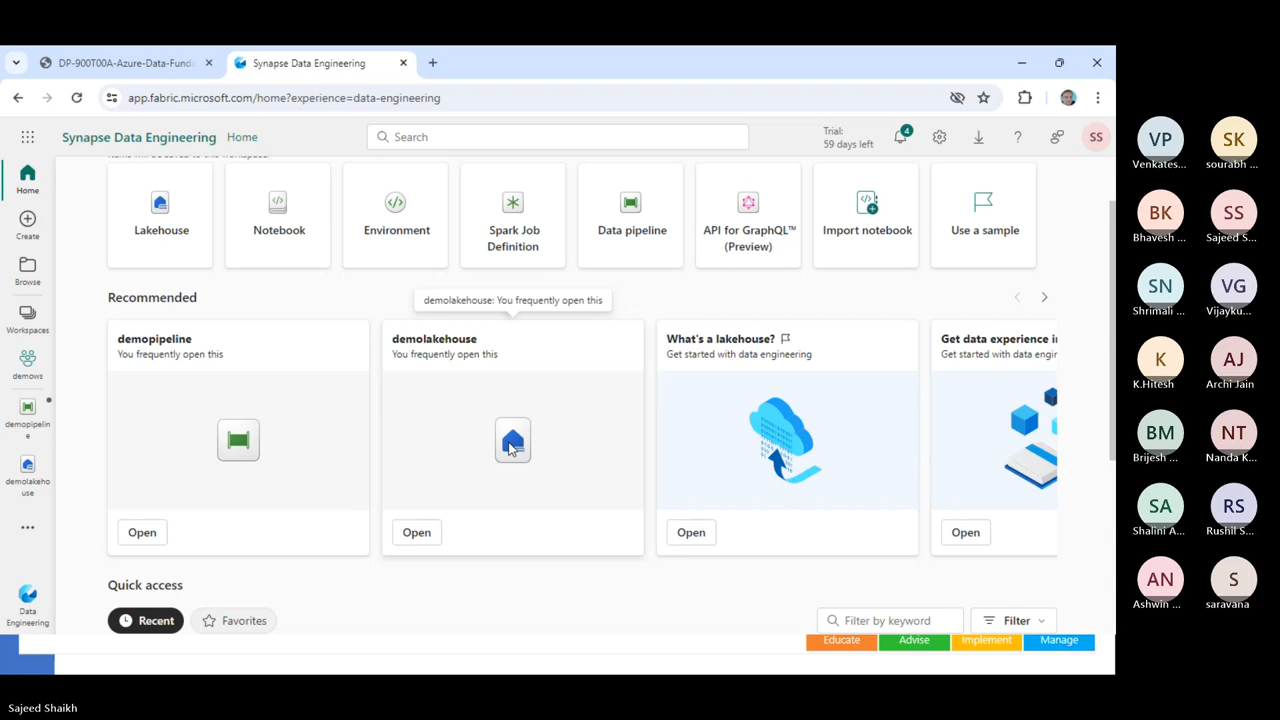 DP-900T00A-Azure-Data-Funda
Synapse Data Engineering
app.fabric.microsoft.com/home?experience=data-engineering
Synapse Data Engineering Home
Search
Trial:
59 days left
4
SS
Home
Create
Browse
Workspaces
demows
demopipelin
e
demolakeho
use
Data
Engineering
Lakehouse
Notebook
Environment
Spark Job
Definition
Data pipeline
API for GraphQL™
(Preview)
Import notebook
Use a sample
Recommended
demolakehouse: You frequently open this
demopipeline
You frequently open this
Open
demolakehouse
You frequently open this
Open
What's a lakehouse?
Get started with data engineering
Open
Get data experience i
Get started with data engin
Open
Quick access
Recent
Favorites
Filter by keyword
Filter
Educate
Advise
Implement
Manage
VP
Venkates...
SK
sourabh ...
BK
Bhavesh ...
SS
Sajeed S...
SN
Shrimali ...
VG
Vijayku...
K
K.Hitesh
AJ
Archi Jain
BM
Brijesh ...
NT
Nanda K...
SA
Shalini A...
RS
Rushil S...
AN
Ashwin ...
S
saravana
Sajeed Shaikh